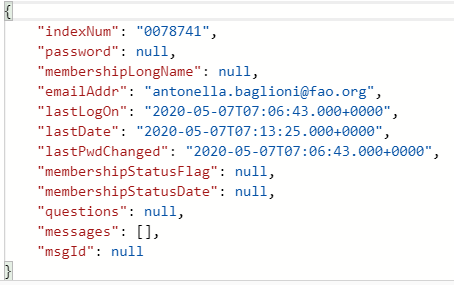 {
"indexNum": "0078741",
"password": null,
"membershipLongName": null,
"emailAddr": "antonella.baglioni@fao.org",
"lastLogOn": "2020-05-07T07:06:43.000+0000",
"lastDate": "2020-05-07T07:13:25.000+0000",
"lastPwdChanged": "2020-05-07T07:06:43.000+0000",
"membershipStatusFlag": null,
"membershipStatusDate": null,
"questions": null,
"messages": [],
"msgId": null
}